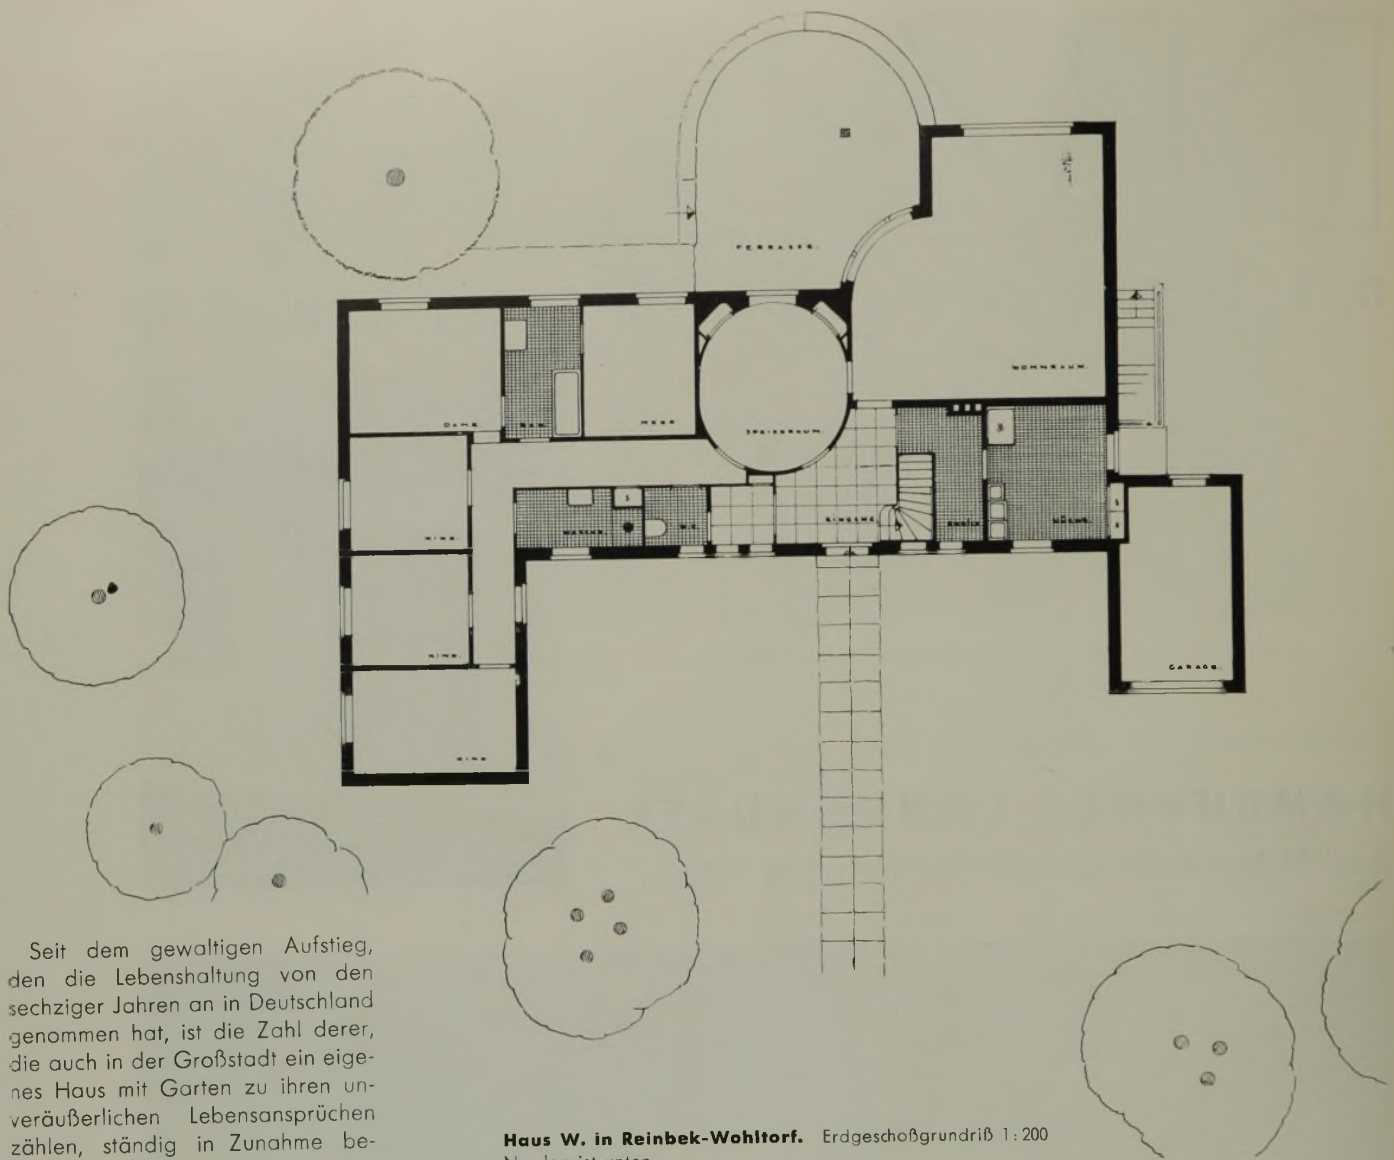 TERRASSE.
WOHNRAUM.
DAME.
BAD.
HERR
SPEISERAUM.
KIND.
WASCHK.
W.C.
EINGANG.
KÜCHE.
KIND.
KIND
GARAGE.
Seit dem gewaltigen Aufstieg,
den die Lebenshaltung von den
sechziger Jahren an in Deutschland
genommen hat, ist die Zahl derer,
die auch in der Großstadt ein eige-
nes Haus mit Garten zu ihren un-
veräußerlichen Lebensansprüchen
zählen, ständig in Zunahme be-
Haus W. in Reinbek-Wohltorf. Erdgeschoßgrundriß 1:200